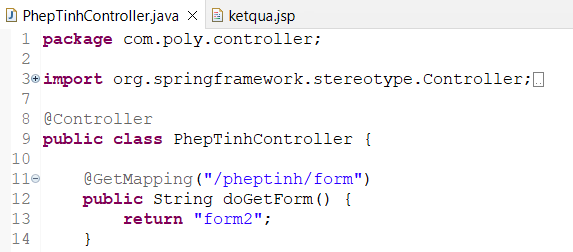 PhepTinhController.java ketqua.jsp
1 package com.poly.controller;
2
3 import org.springframework.stereotype.Controller;
7
8 @Controller
9 public class PhepTinhController {
10
11 @GetMapping("/pheptinh/form")
12 public String doGetForm() {
13 return "form2";
14 }